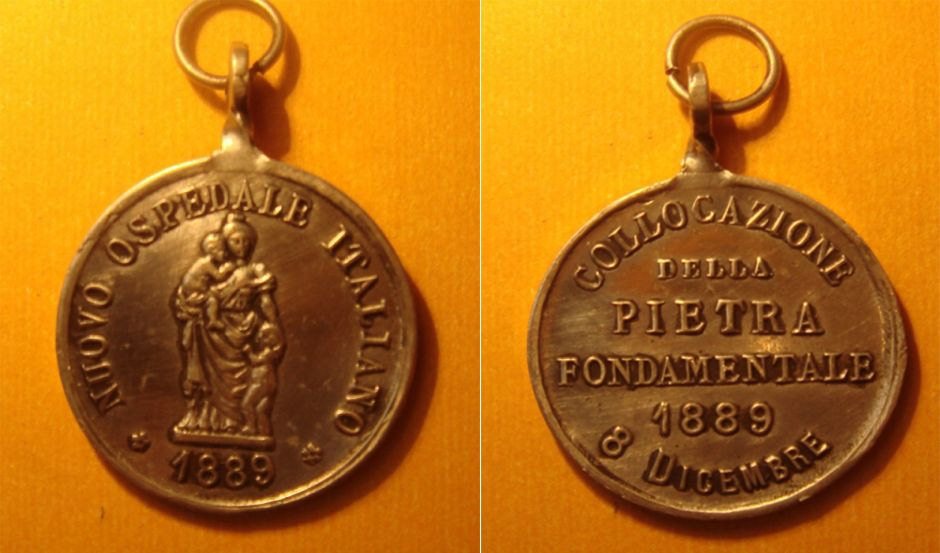 NUOVO OSPEDALE ITALIANO
1889
COLLOCAZIONE
DELLA
PIETRA
FONDAMENTALE
1889
8 DICEMBRE